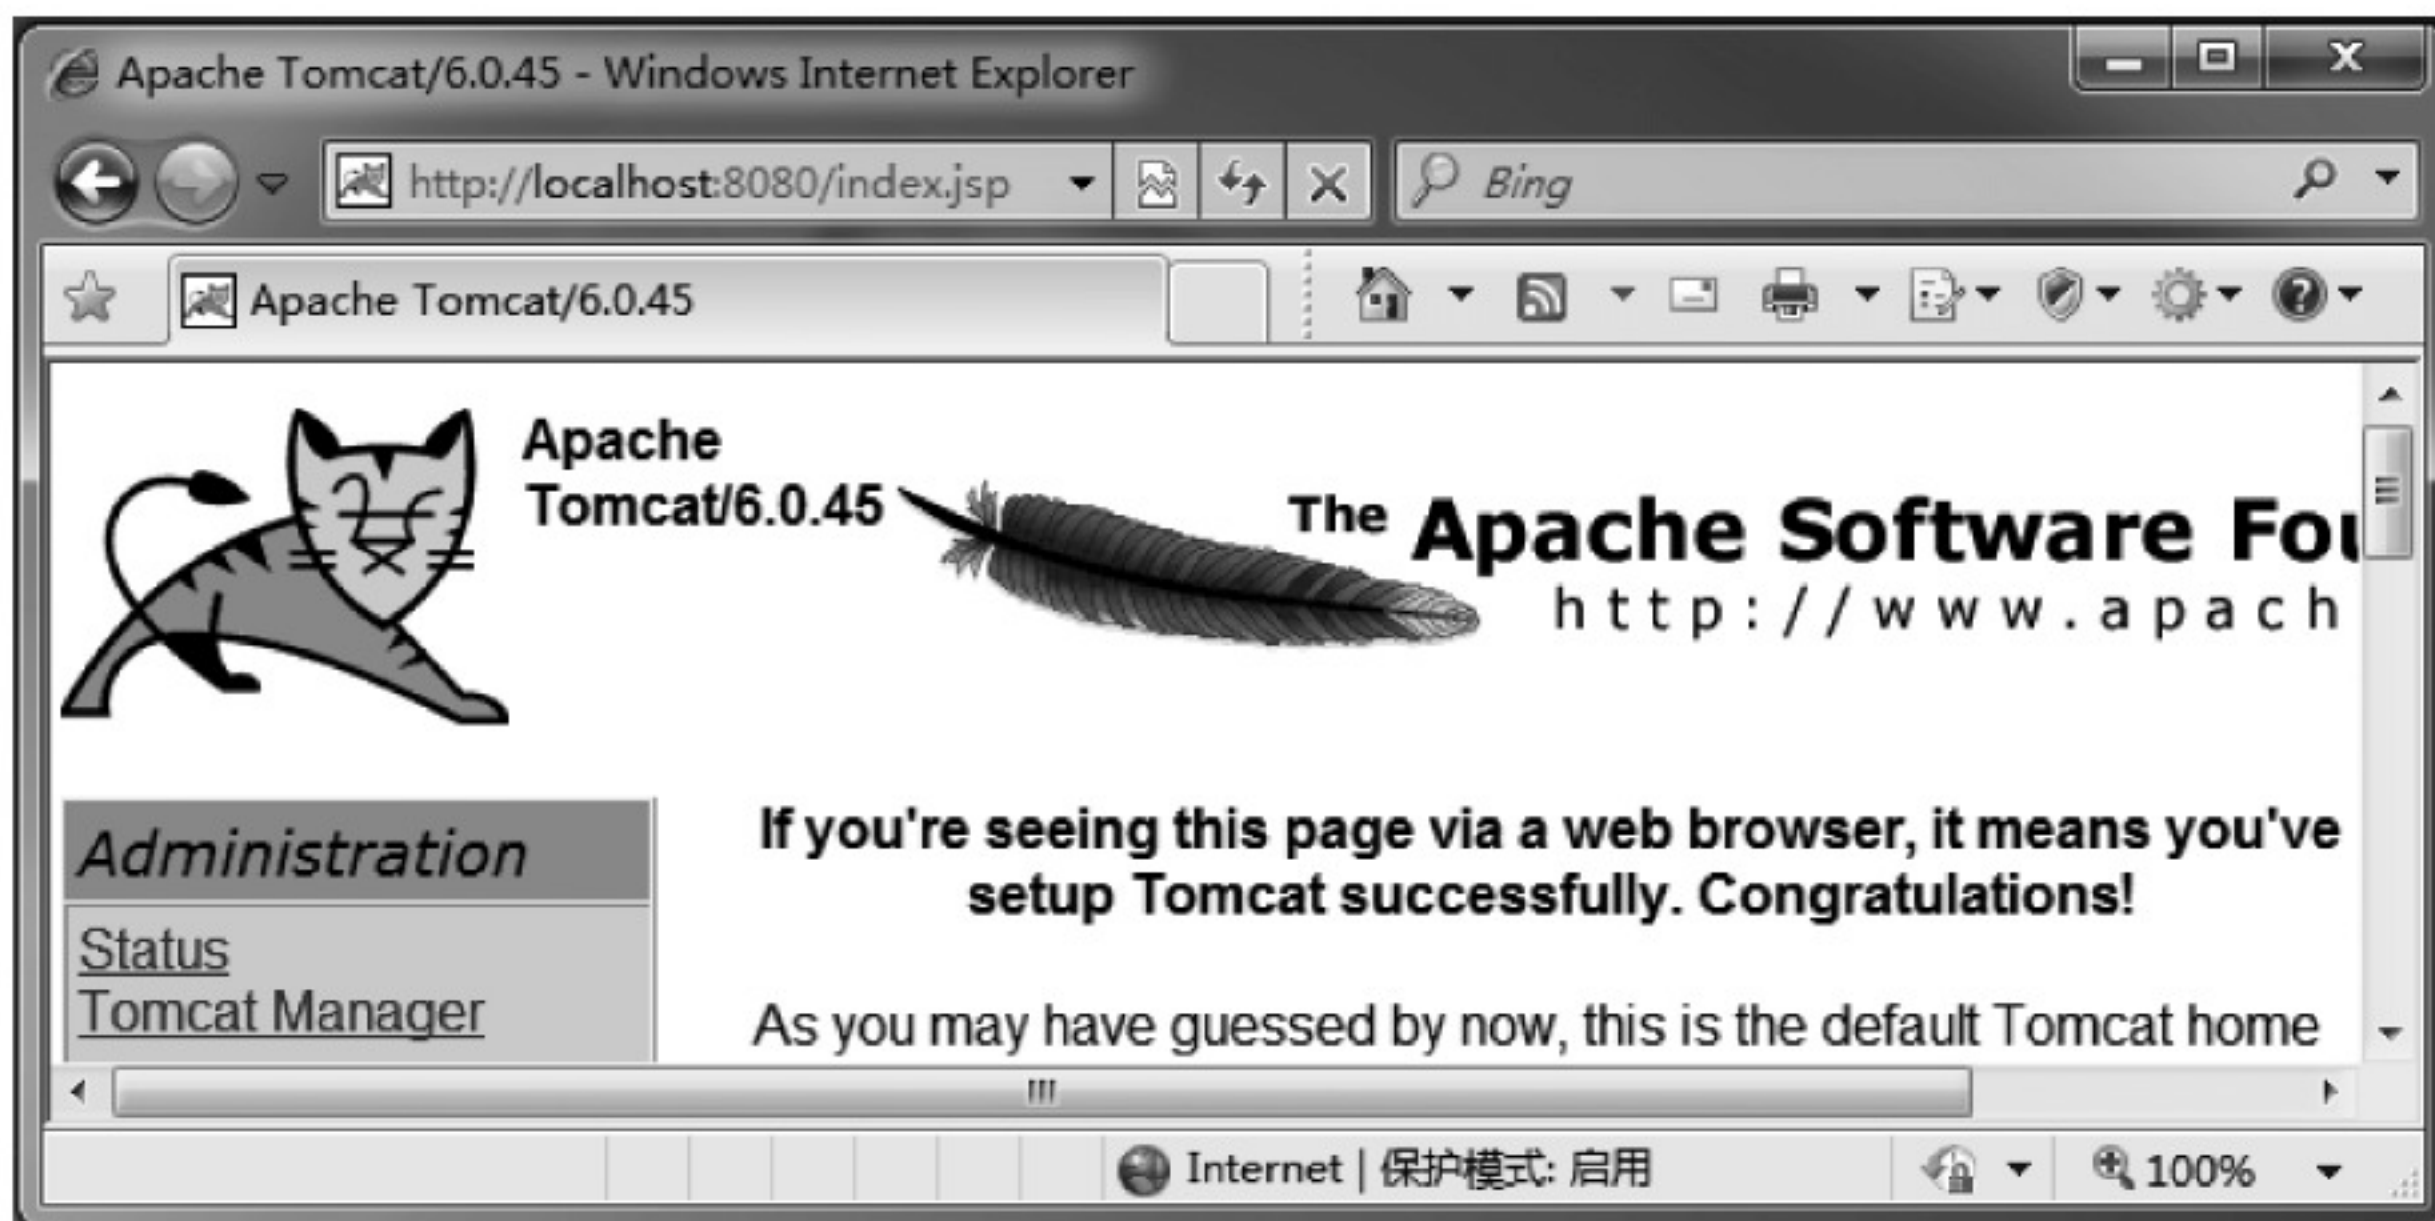 Apache Tomcat/6.0.45 - Windows Internet Explorer
http://localhost:8080/index.jsp
Bing
Apache Tomcat/6.0.45
Apache
Tomcat/6.0.45
The Apache Software Fou
http://www.apach
Administration
Status
Tomcat Manager
If you're seeing this page via a web browser, it means you've
setup Tomcat successfully. Congratulations!
As you may have guessed by now, this is the default Tomcat home
Internet | 保护模式: 启用
100%